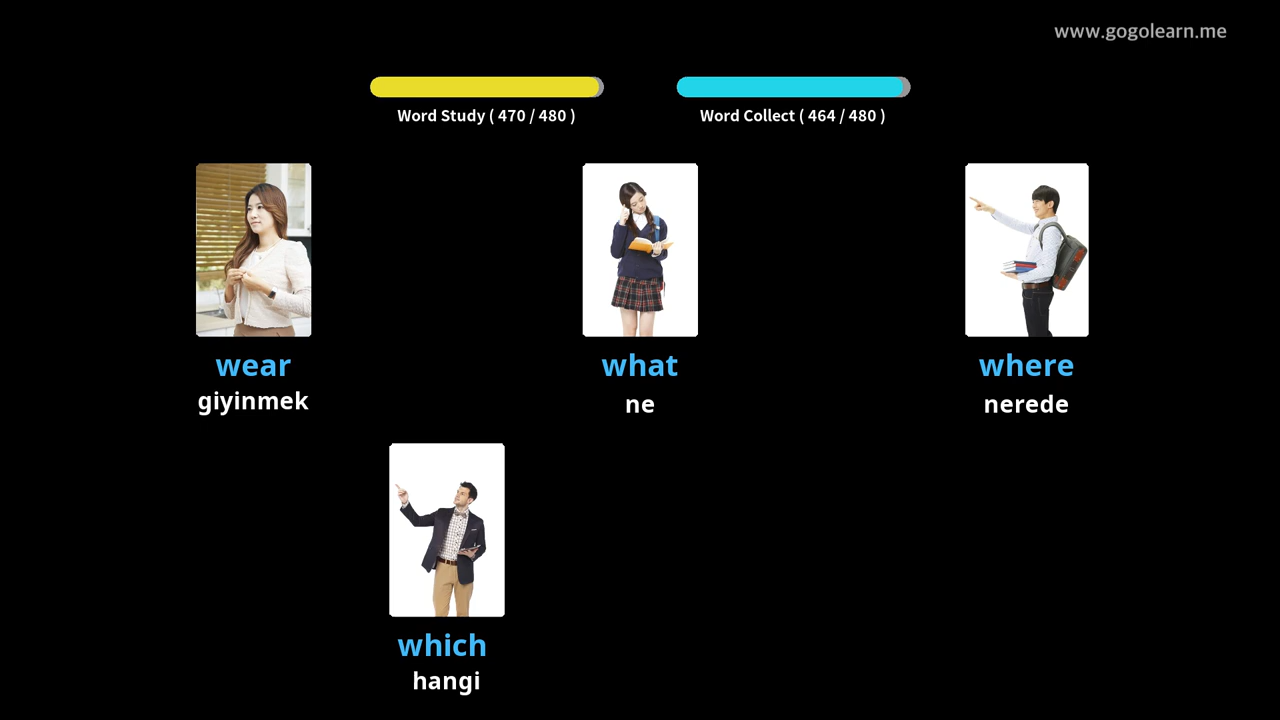 www.gogolearn.me
Word Study ( 470 / 480 )
Word Collect ( 464 / 480 )
wear
giyinmek
what
ne
where
nerede
which
hangi